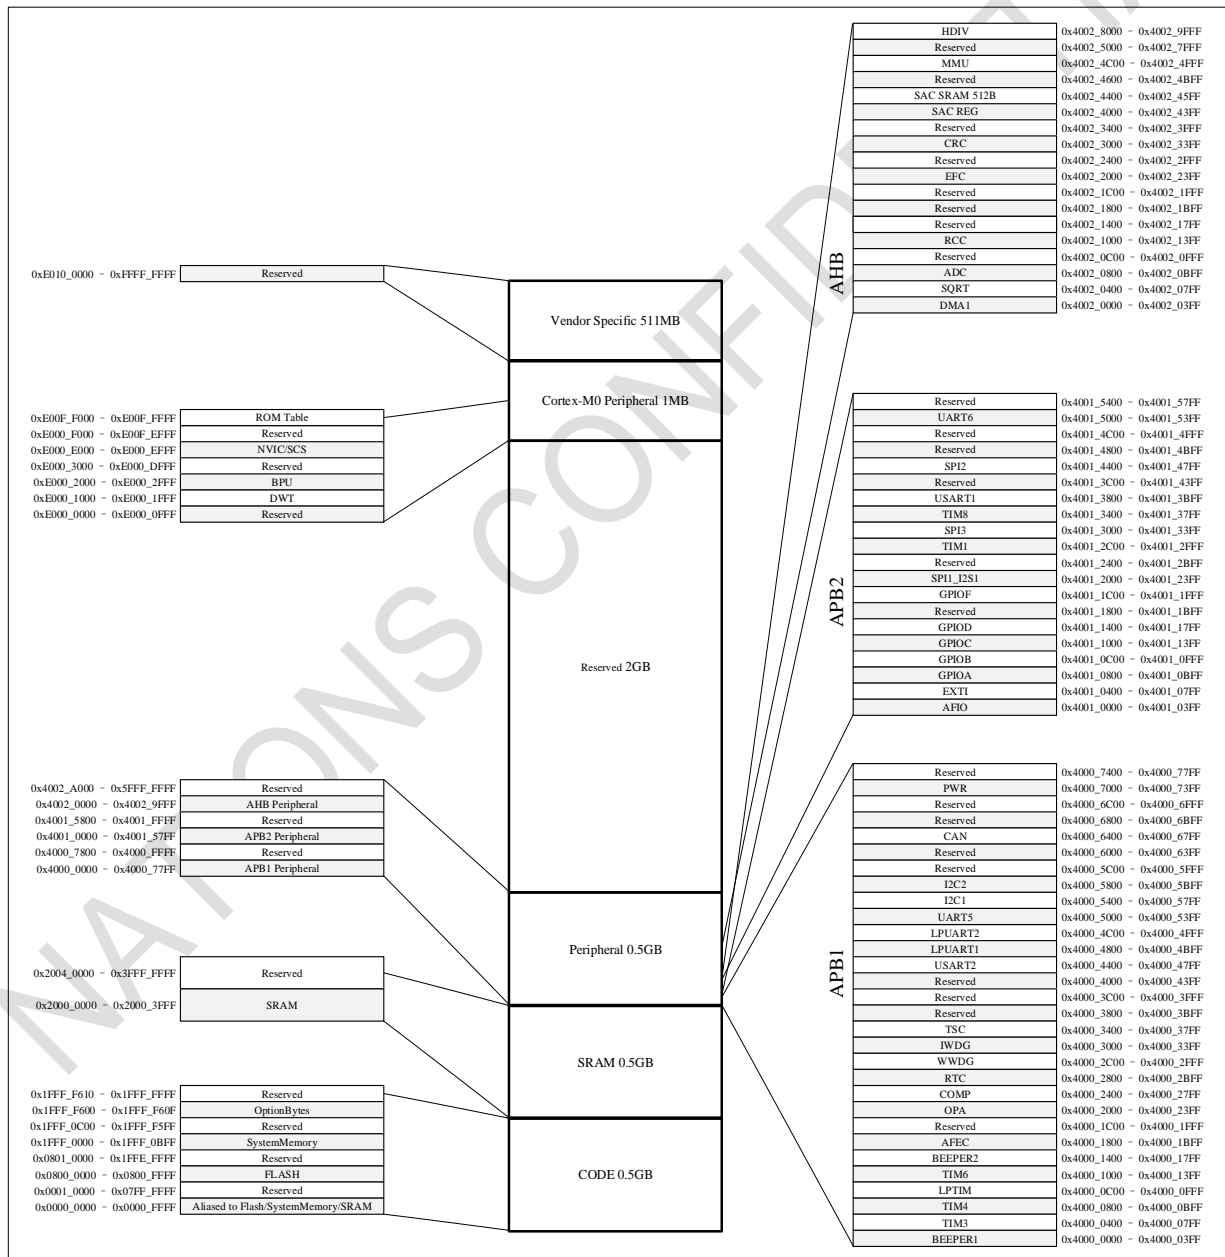 0xE010_0000 - 0xFFFF_FFFF Reserved
0xE00F_F000 - 0xE00F_FFFF ROM Table
0xE000_F000 - 0xE00F_EFFF Reserved
0xE000_E000 - 0xE000_EFFF NVIC/SCS
0xE000_3000 - 0xE000_DFFF Reserved
0xE000_2000 - 0xE000_2FFF BPU
0xE000_1000 - 0xE000_1FFF DWT
0xE000_0000 - 0xE000_0FFF Reserved
0x4002_A000 - 0x5FFF_FFFF Reserved
0x4002_0000 - 0x4002_9FFF AHB Peripheral
0x4001_5800 - 0x4001_FFFF Reserved
0x4001_0000 - 0x4001_57FF APB2 Peripheral
0x4000_7800 - 0x4000_FFFF Reserved
0x4000_0000 - 0x4000_77FF APB1 Peripheral
0x2004_0000 - 0x3FFF_FFFF Reserved
0x2000_0000 - 0x2000_3FFF SRAM
0x1FFF_F610 - 0x1FFF_FFFF Reserved
0x1FFF_F600 - 0x1FFF_F60F OptionBytes
0x1FFF_0C00 - 0x1FFF_F5FF Reserved
0x1FFF_0000 - 0x1FFF_0BFF SystemMemory
0x0801_0000 - 0x1FFE_FFFF Reserved
0x0800_0000 - 0x0800_FFFF FLASH
0x0001_0000 - 0x07FF_FFFF Reserved
0x0000_0000 - 0x0000_FFFF Aliased to Flash/SystemMemory/SRAM
Vendor Specific 511MB
Cortex-M0 Peripheral 1MB
Reserved 2GB
Peripheral 0.5GB
SRAM 0.5GB
CODE 0.5GB
AHB
HDIV 0x4002_8000 - 0x4002_9FFF
Reserved 0x4002_5000 - 0x4002_7FFF
MMU 0x4002_4C00 - 0x4002_4FFF
Reserved 0x4002_4600 - 0x4002_4BFF
SAC SRAM 512B 0x4002_4400 - 0x4002_45FF
SAC REG 0x4002_4000 - 0x4002_43FF
Reserved 0x4002_3400 - 0x4002_3FFF
CRC 0x4002_3000 - 0x4002_33FF
Reserved 0x4002_2400 - 0x4002_2FFF
EFC 0x4002_2000 - 0x4002_23FF
Reserved 0x4002_1C00 - 0x4002_1FFF
Reserved 0x4002_1800 - 0x4002_1BFF
Reserved 0x4002_1400 - 0x4002_17FF
RCC 0x4002_1000 - 0x4002_13FF
Reserved 0x4002_0C00 - 0x4002_0FFF
ADC 0x4002_0800 - 0x4002_0BFF
SQRT 0x4002_0400 - 0x4002_07FF
DMA1 0x4002_0000 - 0x4002_03FF
APB2
Reserved 0x4001_5400 - 0x4001_57FF
UART6 0x4001_5000 - 0x4001_53FF
Reserved 0x4001_4C00 - 0x4001_4FFF
Reserved 0x4001_4800 - 0x4001_4BFF
SPI2 0x4001_4400 - 0x4001_47FF
Reserved 0x4001_3C00 - 0x4001_43FF
USART1 0x4001_3800 - 0x4001_3BFF
TIM8 0x4001_3400 - 0x4001_37FF
SPI3 0x4001_3000 - 0x4001_33FF
TIM1 0x4001_2C00 - 0x4001_2FFF
Reserved 0x4001_2400 - 0x4001_2BFF
SPI1_I2S1 0x4001_2000 - 0x4001_23FF
GPIOF 0x4001_1C00 - 0x4001_1FFF
Reserved 0x4001_1800 - 0x4001_1BFF
GPIOD 0x4001_1400 - 0x4001_17FF
GPIOC 0x4001_1000 - 0x4001_13FF
GPIOB 0x4001_0C00 - 0x4001_0FFF
GPIOA 0x4001_0800 - 0x4001_0BFF
EXTI 0x4001_0400 - 0x4001_07FF
AFIO 0x4001_0000 - 0x4001_03FF
APB1
Reserved 0x4000_7400 - 0x4000_77FF
PWR 0x4000_7000 - 0x4000_73FF
Reserved 0x4000_6C00 - 0x4000_6FFF
Reserved 0x4000_6800 - 0x4000_6BFF
CAN 0x4000_6400 - 0x4000_67FF
Reserved 0x4000_6000 - 0x4000_63FF
Reserved 0x4000_5C00 - 0x4000_5FFF
I2C2 0x4000_5800 - 0x4000_5BFF
I2C1 0x4000_5400 - 0x4000_57FF
UART5 0x4000_5000 - 0x4000_53FF
LPUART2 0x4000_4C00 - 0x4000_4FFF
LPUART1 0x4000_4800 - 0x4000_4BFF
USART2 0x4000_4400 - 0x4000_47FF
Reserved 0x4000_4000 - 0x4000_43FF
Reserved 0x4000_3C00 - 0x4000_3FFF
Reserved 0x4000_3800 - 0x4000_3BFF
TSC 0x4000_3400 - 0x4000_37FF
IWDG 0x4000_3000 - 0x4000_33FF
WWDG 0x4000_2C00 - 0x4000_2FFF
RTC 0x4000_2800 - 0x4000_2BFF
COMP 0x4000_2400 - 0x4000_27FF
OPA 0x4000_2000 - 0x4000_23FF
Reserved 0x4000_1C00 - 0x4000_1FFF
AFEC 0x4000_1800 - 0x4000_1BFF
BEEPER2 0x4000_1400 - 0x4000_17FF
TIM6 0x4000_1000 - 0x4000_13FF
LPTIM 0x4000_0C00 - 0x4000_0FFF
TIM4 0x4000_0800 - 0x4000_0BFF
TIM3 0x4000_0400 - 0x4000_07FF
BEEPER1 0x4000_0000 - 0x4000_03FF
NATIONS